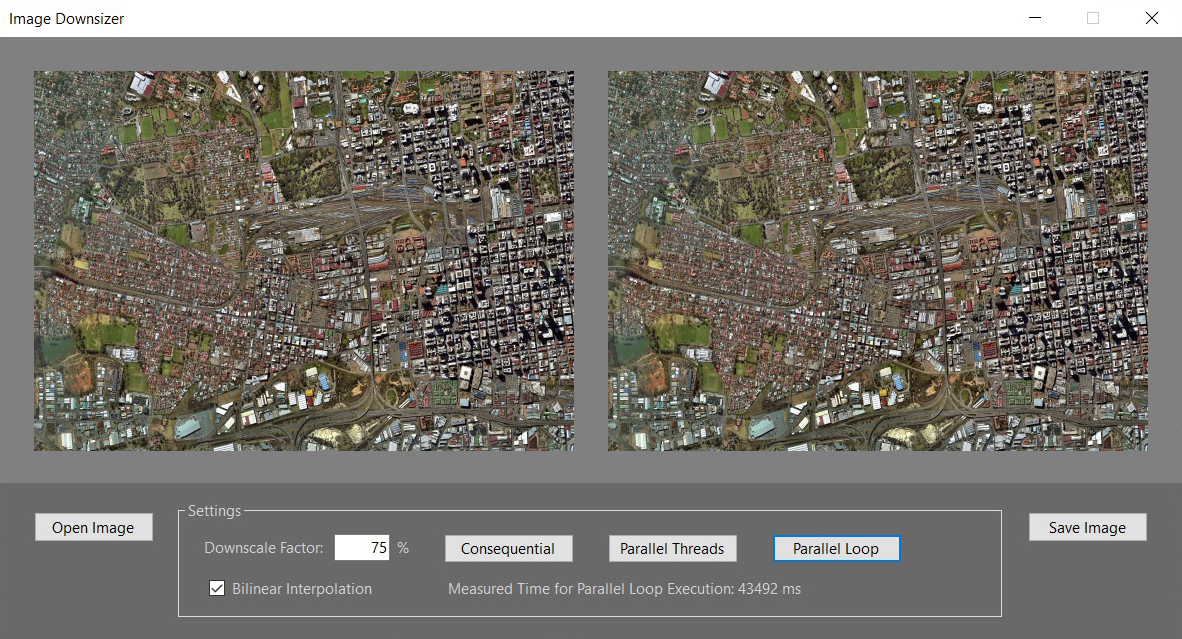 Image Downsizer
Settings
Open Image
Downscale Factor: 75 %
Consequential
Parallel Threads
Parallel Loop
Save Image
Bilinear Interpolation
Measured Time for Parallel Loop Execution: 43492 ms